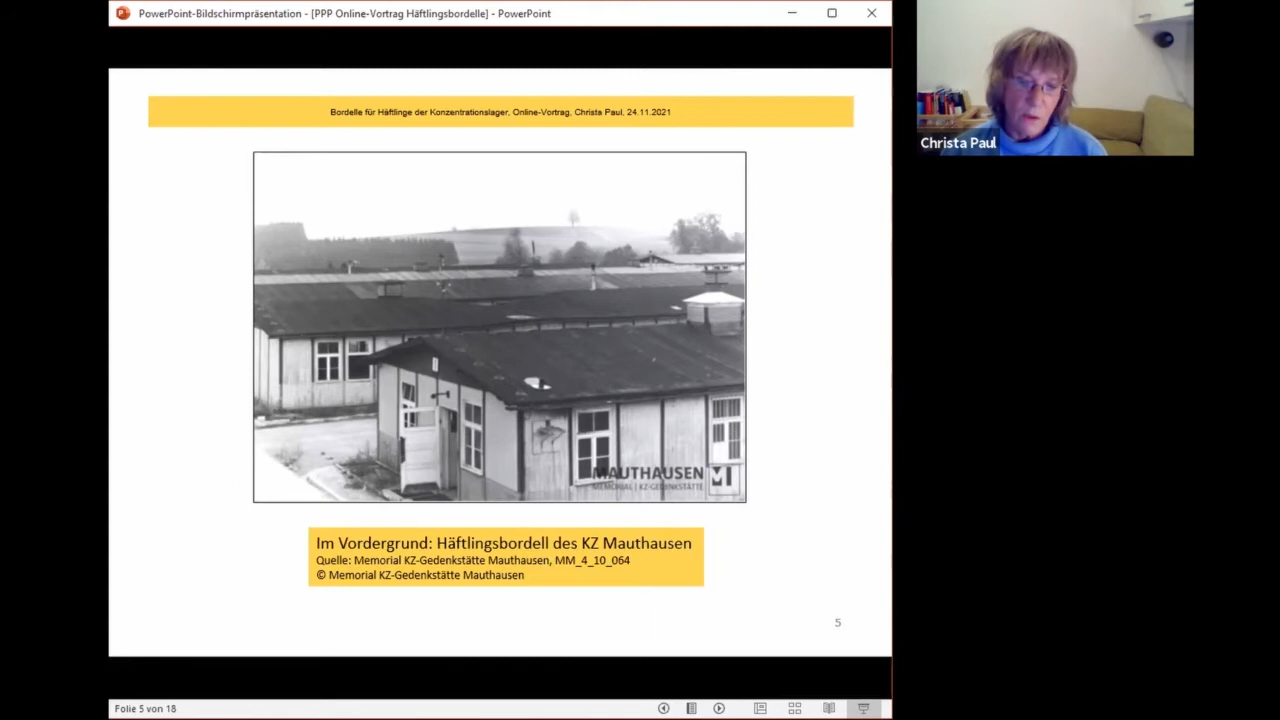 PowerPoint-Bildschirmpräsentation - [PPP Online-Vortrag Häftlingsbordelle] - PowerPoint
Bordelle für Häftlinge der Konzentrationslager, Online-Vortrag, Christa Paul, 24.11.2021
Christa Paul
MAUTHAUSEN
MEMORIAL | KZ-GEDENKSTÄTTE
Im Vordergrund: Häftlingsbordell des KZ Mauthausen
Quelle: Memorial KZ-Gedenkstätte Mauthausen, MM_4_10_064
© Memorial KZ-Gedenkstätte Mauthausen
5
Folie 5 von 18